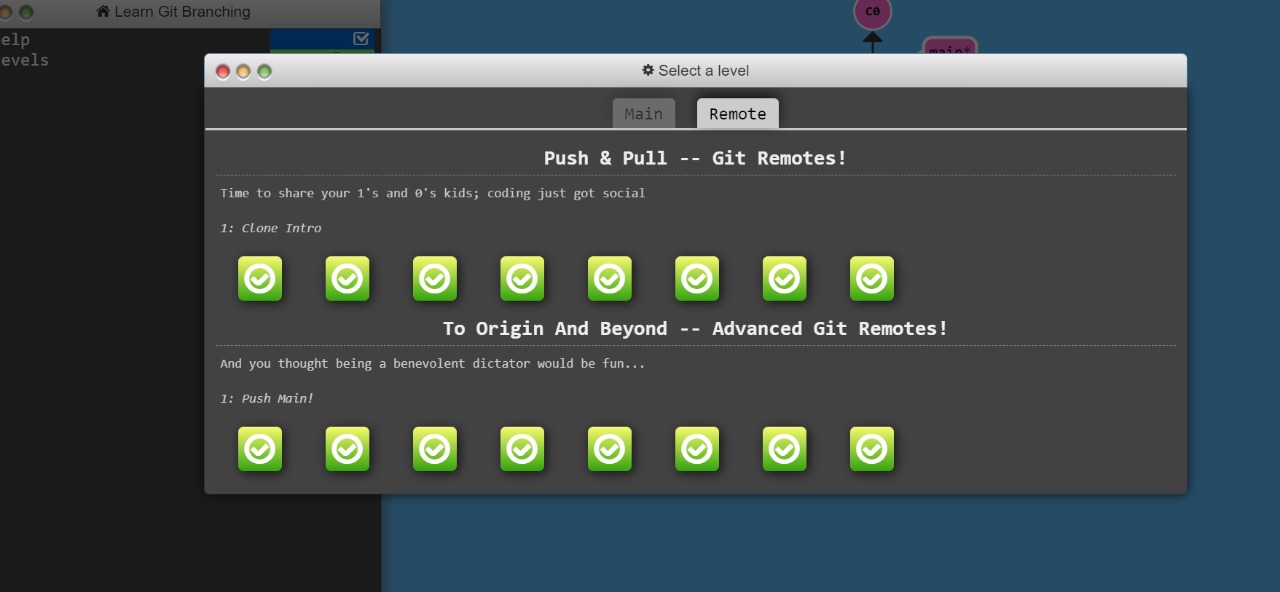 Learn Git Branching
c0
elp
evels
main*
Select a level
Main
Remote
Push & Pull -- Git Remotes!
Time to share your 1's and 0's kids; coding just got social
1: Clone Intro
To Origin And Beyond -- Advanced Git Remotes!
And you thought being a benevolent dictator would be fun...
1: Push Main!